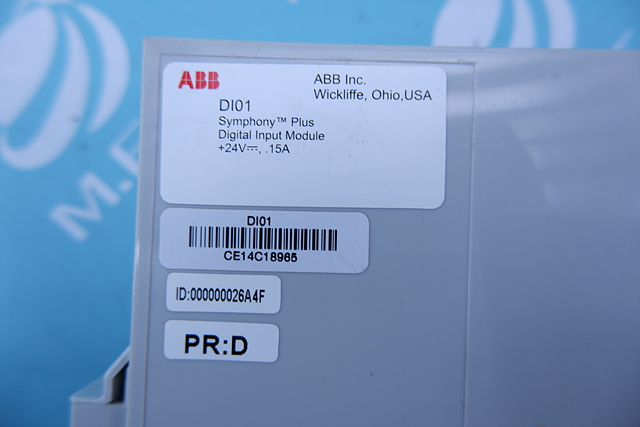 ABB
ABB Inc.
Wickliffe, Ohio,USA
DI01
Symphony™ Plus
Digital Input Module
+24V⎓, .15A
DI01
CE14C18965
ID:000000026A4F
PR:D
M.